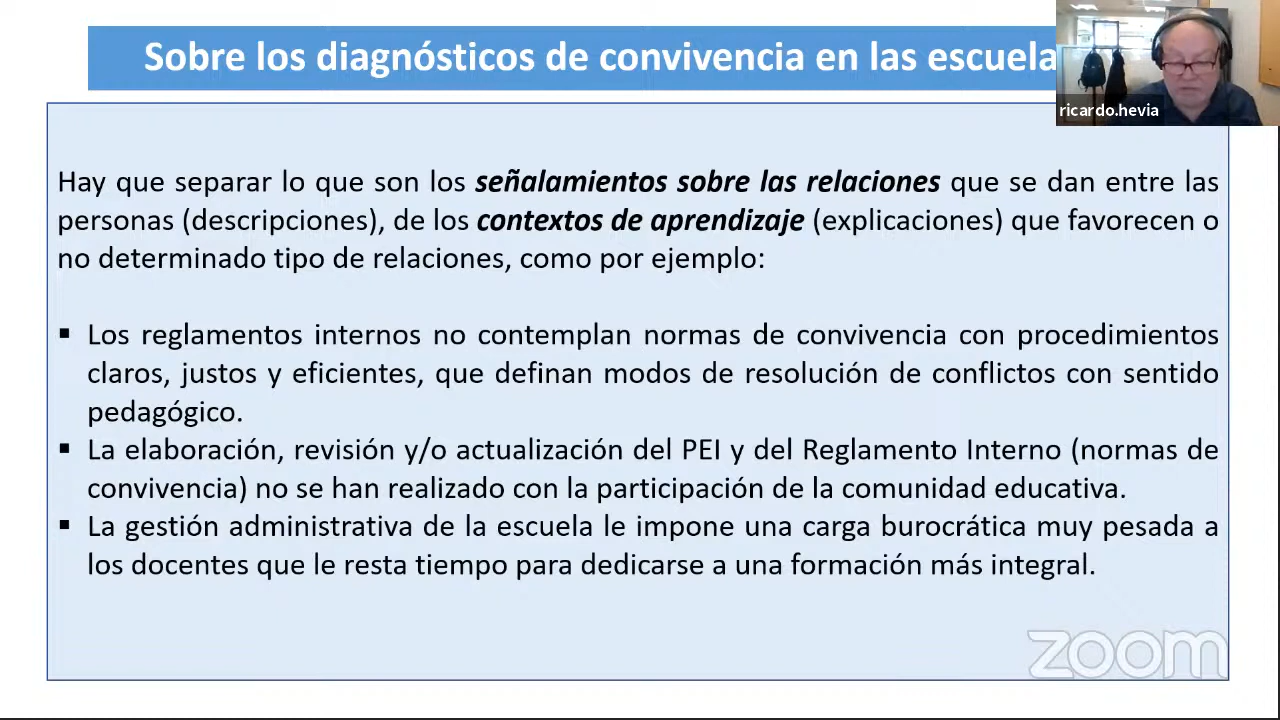 Sobre los diagnósticos de convivencia en las escuela
ricardo.hevia
Hay que separar lo que son los señalamientos sobre las relaciones que se dan entre las
personas (descripciones), de los contextos de aprendizaje (explicaciones) que favorecen o
no determinado tipo de relaciones, como por ejemplo:
▪ Los reglamentos internos no contemplan normas de convivencia con procedimientos
claros, justos y eficientes, que definan modos de resolución de conflictos con sentido
pedagógico.
▪ La elaboración, revisión y/o actualización del PEI y del Reglamento Interno (normas de
convivencia) no se han realizado con la participación de la comunidad educativa.
▪ La gestión administrativa de la escuela le impone una carga burocrática muy pesada a
los docentes que le resta tiempo para dedicarse a una formación más integral.
zoom